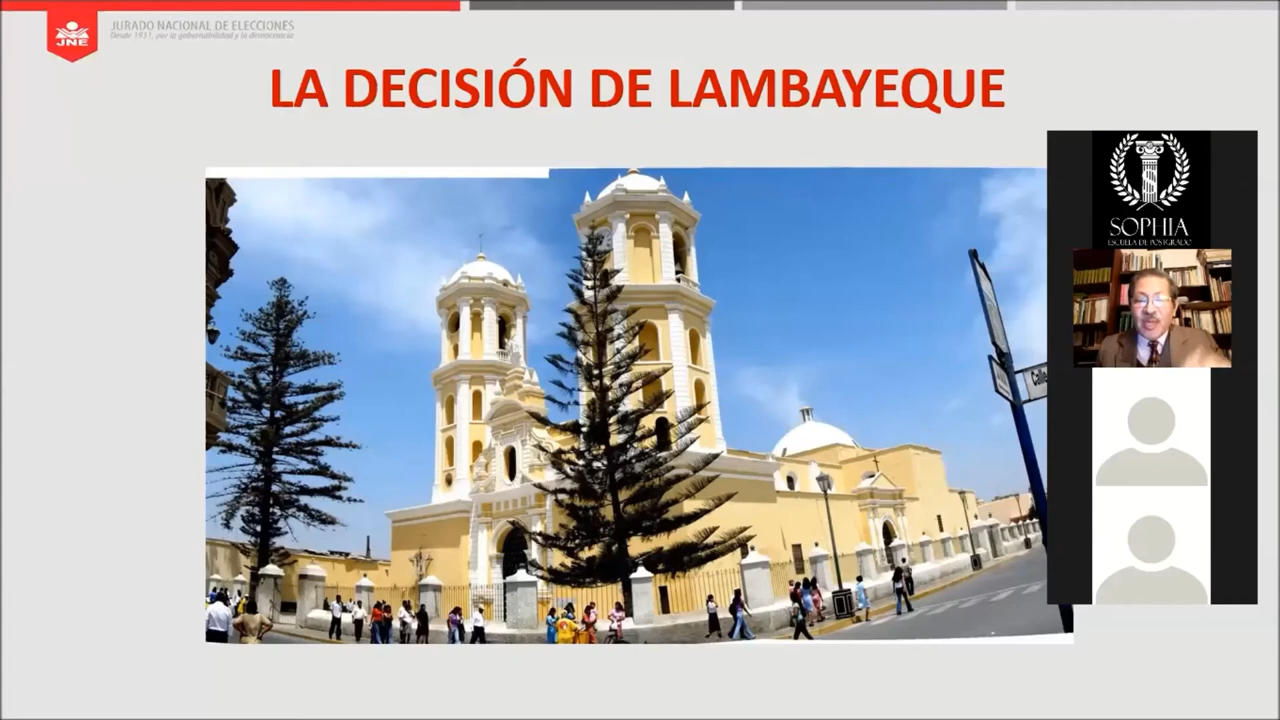 JURADO NACIONAL DE ELECCIONES
Desde 1931, por la gobernabilidad y la democracia
JNE
LA DECISIÓN DE LAMBAYEQUE
SOPHIA
ESCUELA DE POSTGRADO
Calle